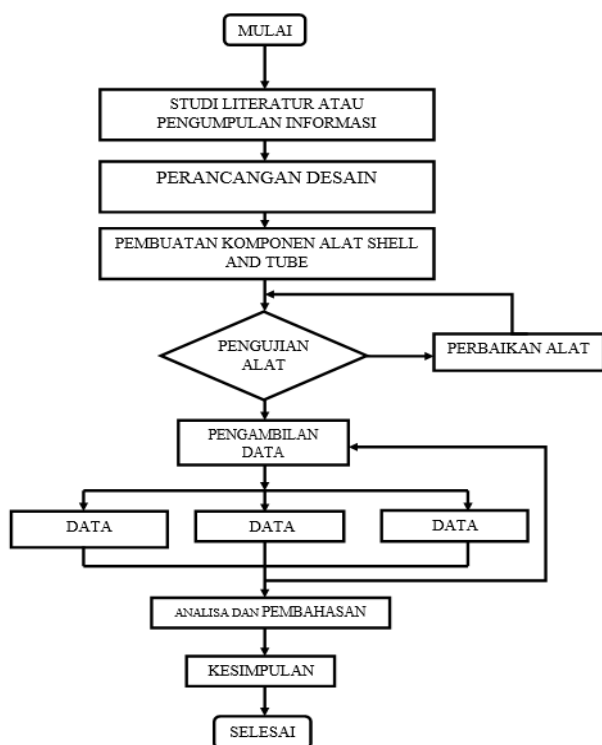 MULAI
STUDI LITERATUR ATAU
PENGUMPULAN INFORMASI
PERANCANGAN DESAIN
PEMBUATAN KOMPONEN ALAT SHELL
AND TUBE
PENGUJIAN
ALAT
PERBAIKAN ALAT
PENGAMBILAN
DATA
DATA
DATA
DATA
ANALISA DAN PEMBAHASAN
KESIMPULAN
SELESAI